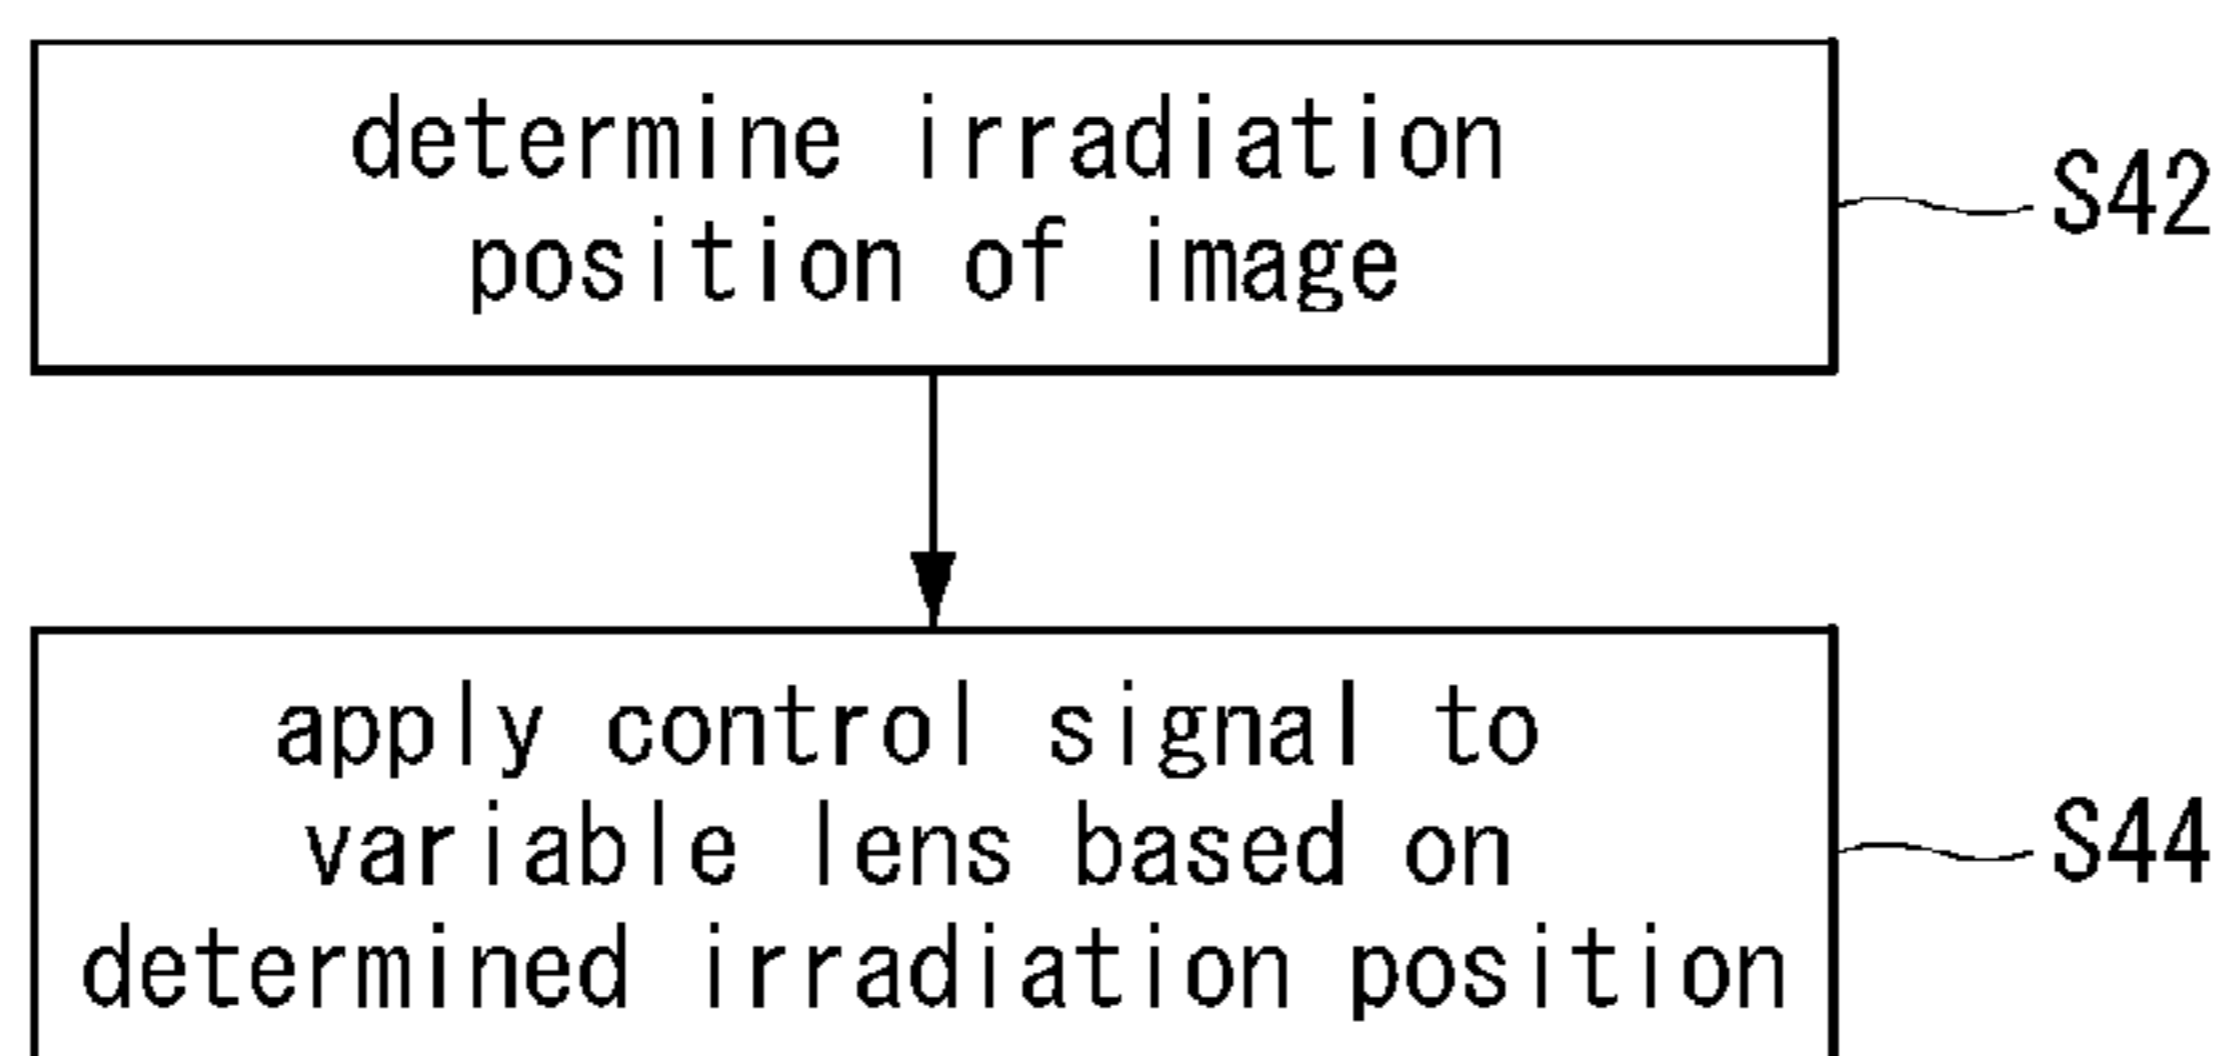 determine irradiation
position of image
S42
apply control signal to
variable lens based on
determined irradiation position
S44